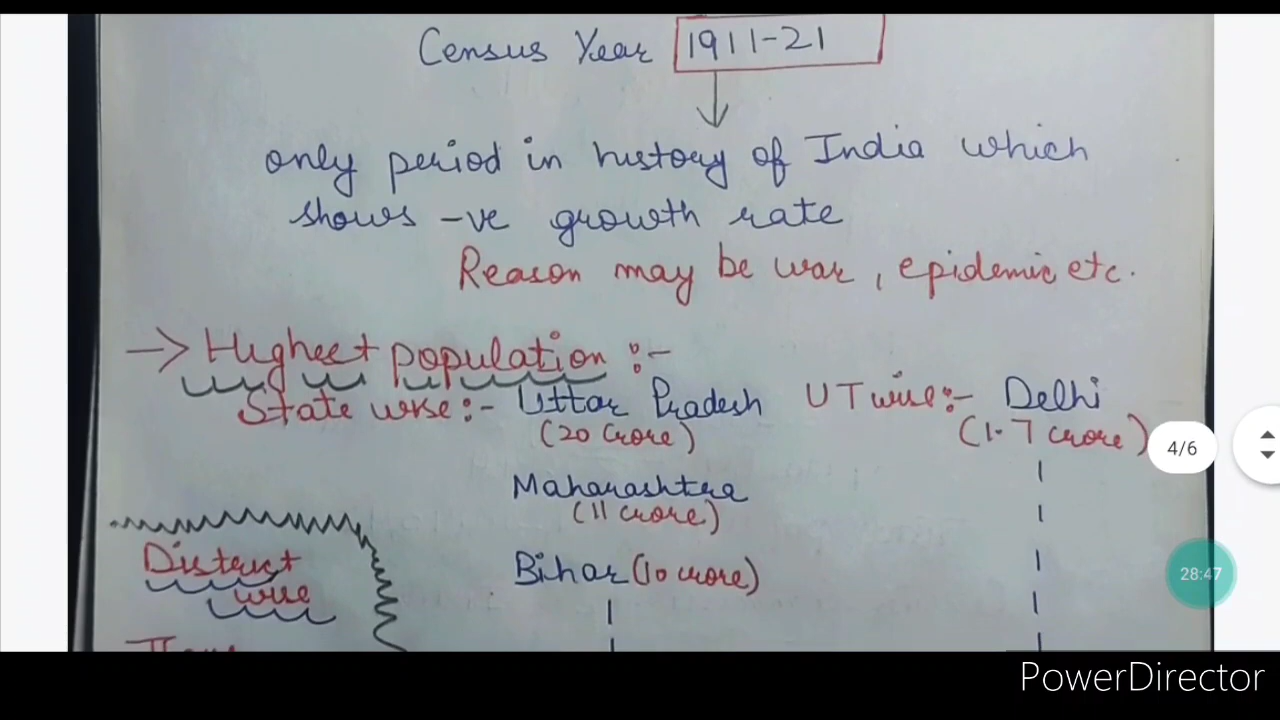 Census Year 1911-21
only period in history of India which
shows -ve growth rate
Reason may be war, epidemic etc.
→ Highest population :-
State wise :- Uttar Pradesh UT wise :- Delhi
(20 crore) (1.7 crore)
4/6
Maharashtra
(11 crore)
District
wise
Bihar (10 crore)
28:47
PowerDirector